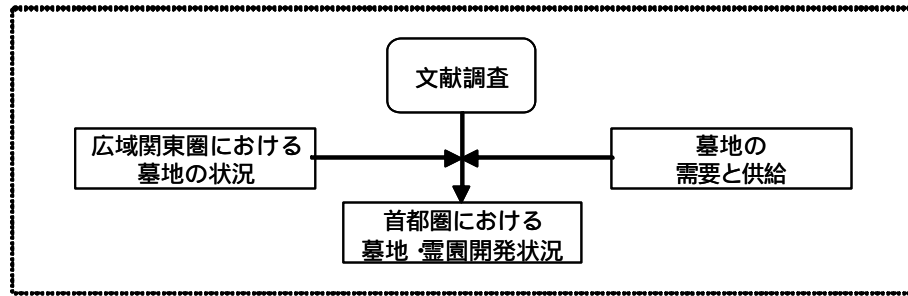 文献調査
広域関東圏における
墓地の状況
墓地の
需要と供給
首都圏における
墓地・霊園開発状況